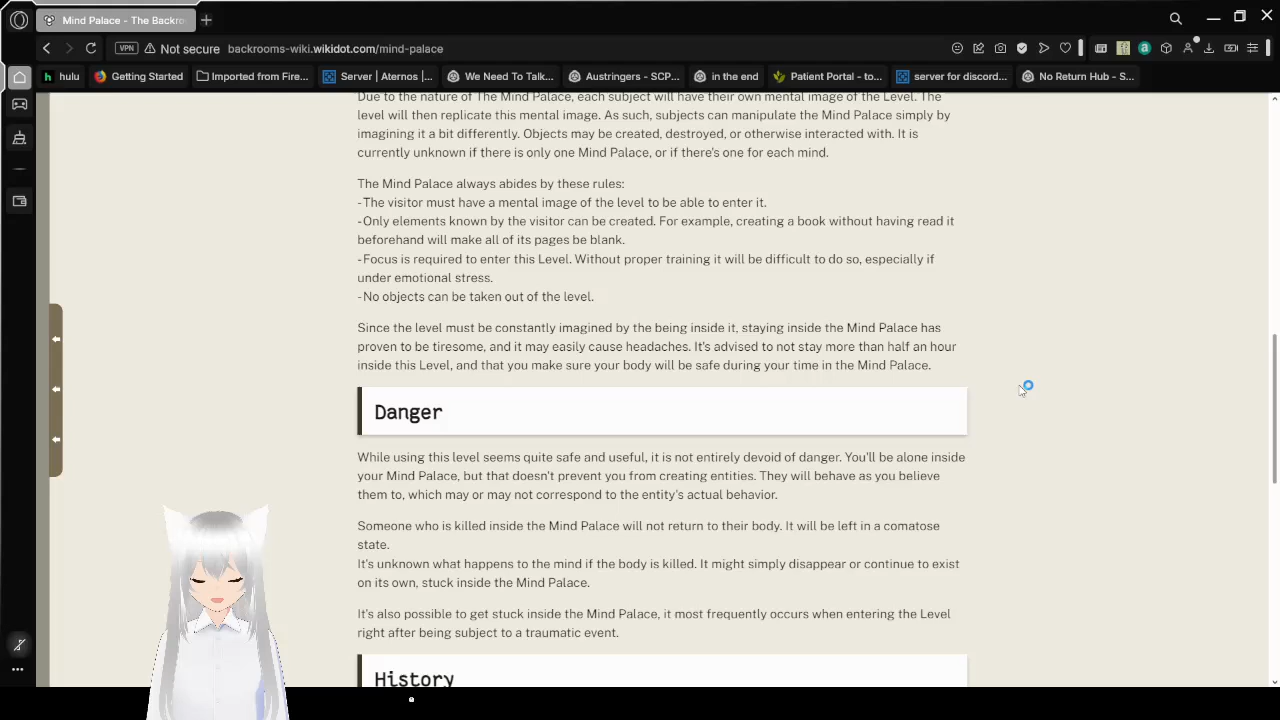 Mind Palace - The Backro
VPN Not secure backrooms-wiki.wikidot.com/mind-palace
hulu Getting Started Imported from Fire... Server | Aternos |... We Need To Talk... Austringers - SCP... in the end Patient Portal - to... server for discord... No Return Hub - S...
Due to the nature of The Mind Palace, each subject will have their own mental image of the Level. The
level will then replicate this mental image. As such, subjects can manipulate the Mind Palace simply by
imagining it a bit differently. Objects may be created, destroyed, or otherwise interacted with. It is
currently unknown if there is only one Mind Palace, or if there's one for each mind.
The Mind Palace always abides by these rules:
- The visitor must have a mental image of the level to be able to enter it.
- Only elements known by the visitor can be created. For example, creating a book without having read it
beforehand will make all of its pages be blank.
- Focus is required to enter this Level. Without proper training it will be difficult to do so, especially if
under emotional stress.
- No objects can be taken out of the level.
Since the level must be constantly imagined by the being inside it, staying inside the Mind Palace has
proven to be tiresome, and it may easily cause headaches. It's advised to not stay more than half an hour
inside this Level, and that you make sure your body will be safe during your time in the Mind Palace.
Danger
While using this level seems quite safe and useful, it is not entirely devoid of danger. You'll be alone inside
your Mind Palace, but that doesn't prevent you from creating entities. They will behave as you believe
them to, which may or may not correspond to the entity's actual behavior.
Someone who is killed inside the Mind Palace will not return to their body. It will be left in a comatose
state.
It's unknown what happens to the mind if the body is killed. It might simply disappear or continue to exist
on its own, stuck inside the Mind Palace.
It's also possible to get stuck inside the Mind Palace, it most frequently occurs when entering the Level
right after being subject to a traumatic event.
History